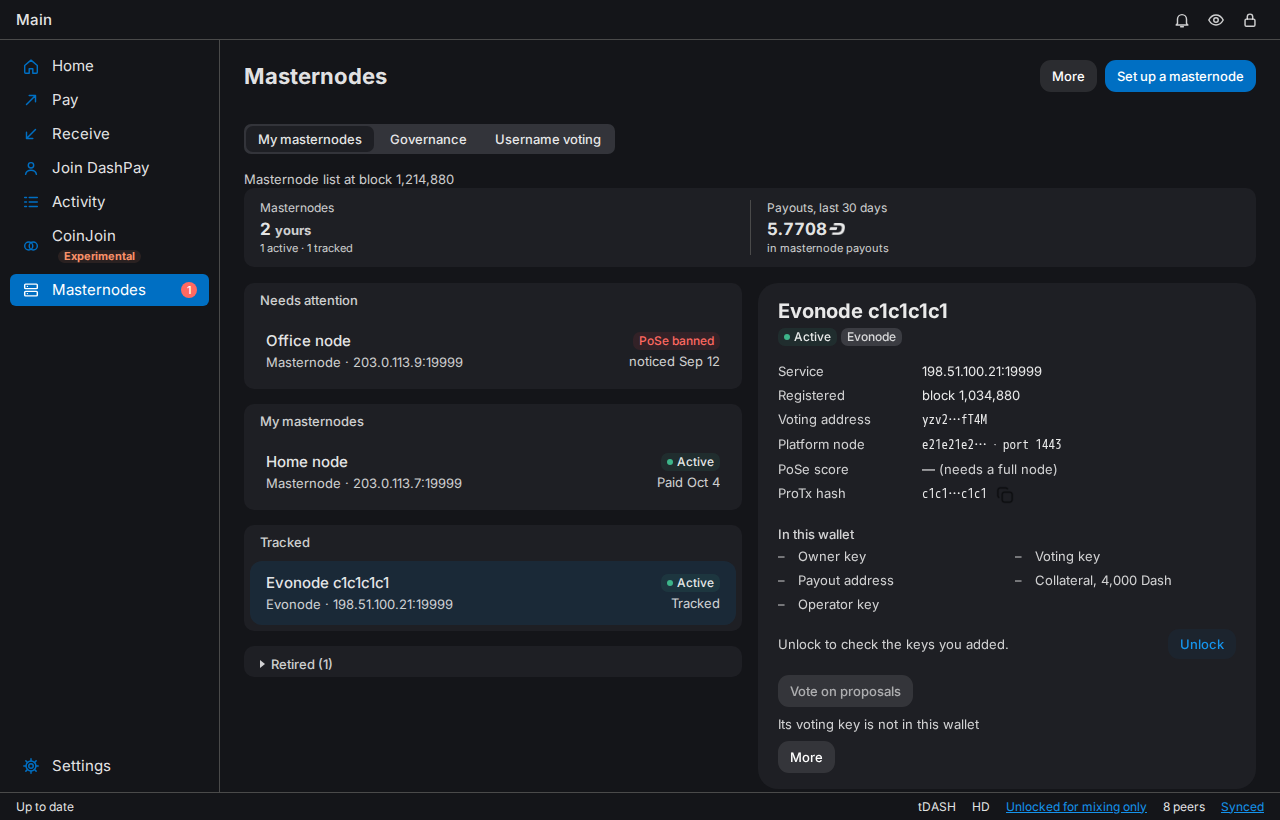 Main
Home
Pay
Receive
Join DashPay
Activity
CoinJoin
Experimental
Masternodes
1
Settings
Masternodes
More
Set up a masternode
My masternodes
Governance
Username voting
Masternode list at block 1,214,880
Masternodes
2 yours
1 active · 1 tracked
Payouts, last 30 days
5.7708
in masternode payouts
Needs attention
Office node
PoSe banned
Masternode · 203.0.113.9:19999
noticed Sep 12
My masternodes
Home node
Active
Masternode · 203.0.113.7:19999
Paid Oct 4
Tracked
Evonode c1c1c1c1
Active
Evonode · 198.51.100.21:19999
Tracked
Retired (1)
Evonode c1c1c1c1
Active
Evonode
Service 198.51.100.21:19999
Registered block 1,034,880
Voting address yzv2…fT4M
Platform node e21e21e2… · port 1443
PoSe score — (needs a full node)
ProTx hash c1c1…c1c1
In this wallet
– Owner key
– Voting key
– Payout address
– Collateral, 4,000 Dash
– Operator key
Unlock to check the keys you added.
Unlock
Vote on proposals
Its voting key is not in this wallet
More
Up to date
tDASH
HD
Unlocked for mixing only
8 peers
Synced